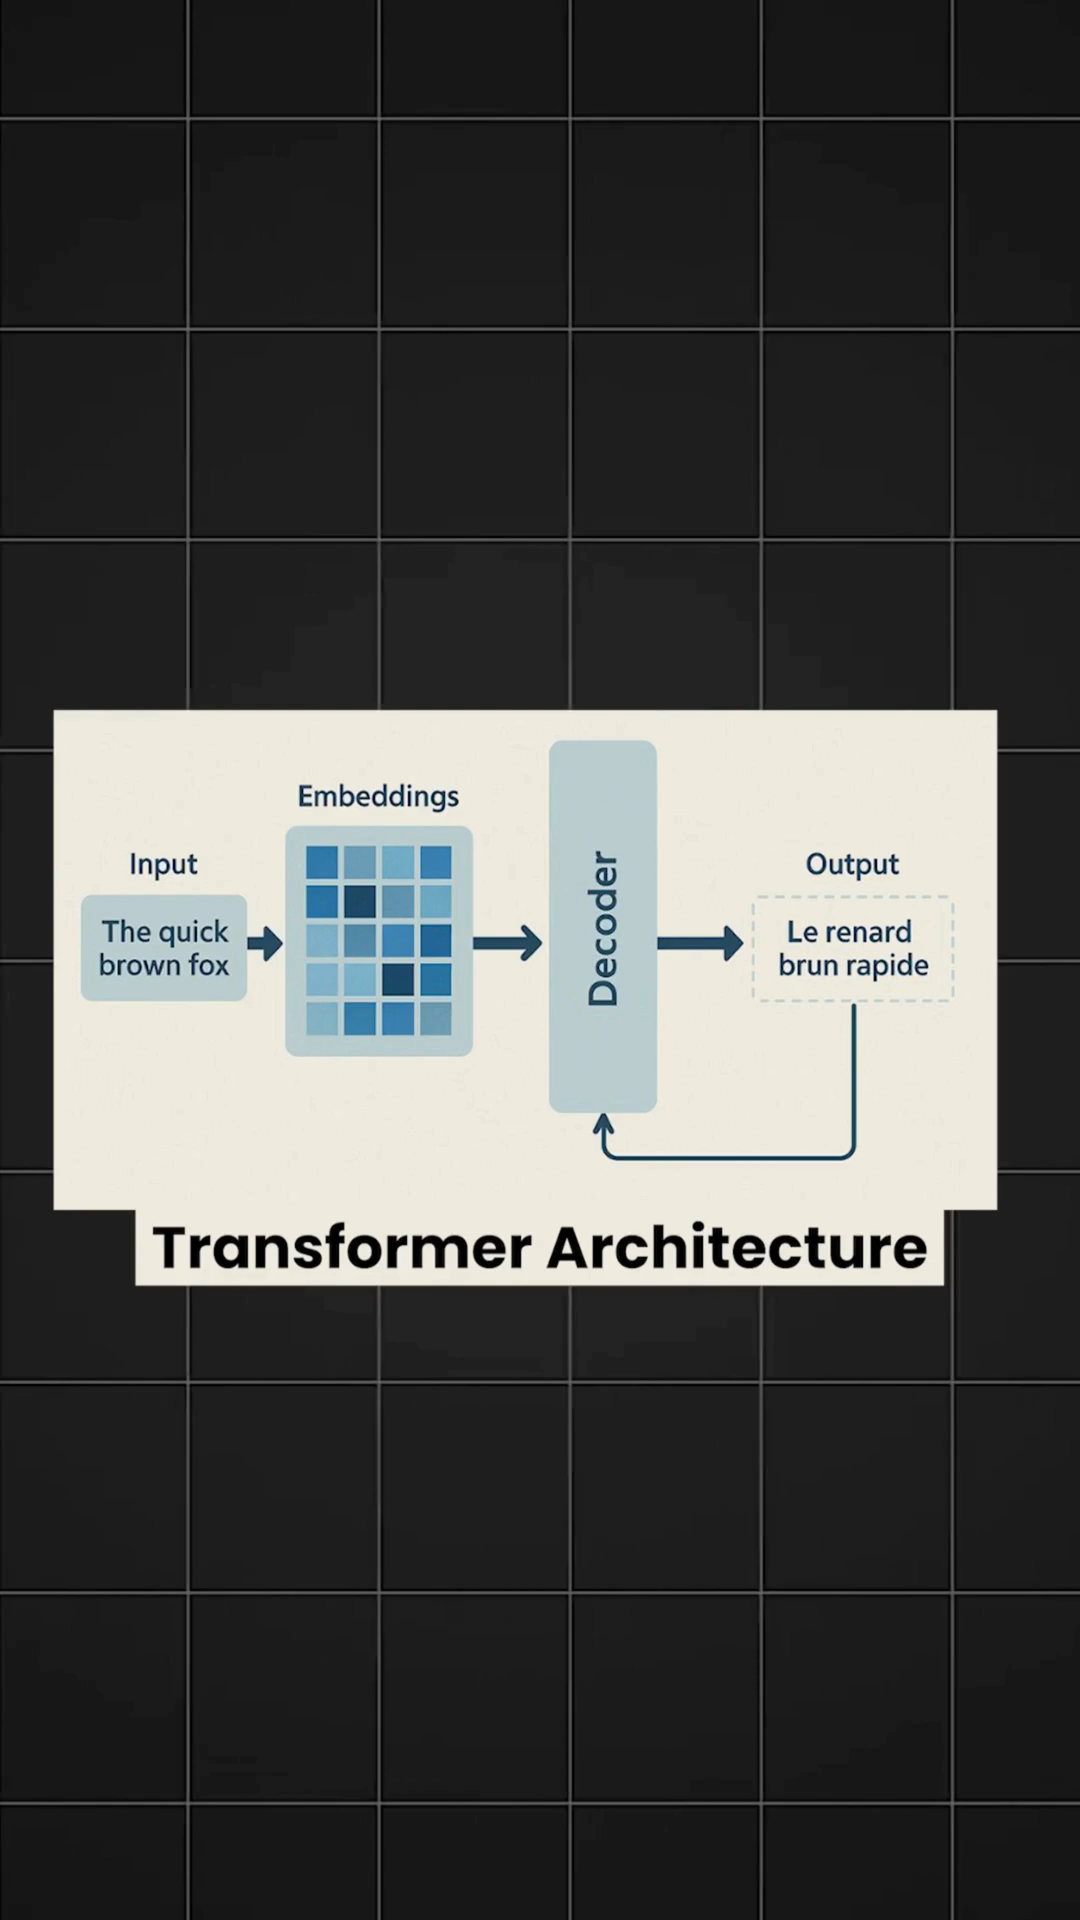 Input
The quick
brown fox
Embeddings
Decoder
Output
Le renard
brun rapide
Transformer Architecture